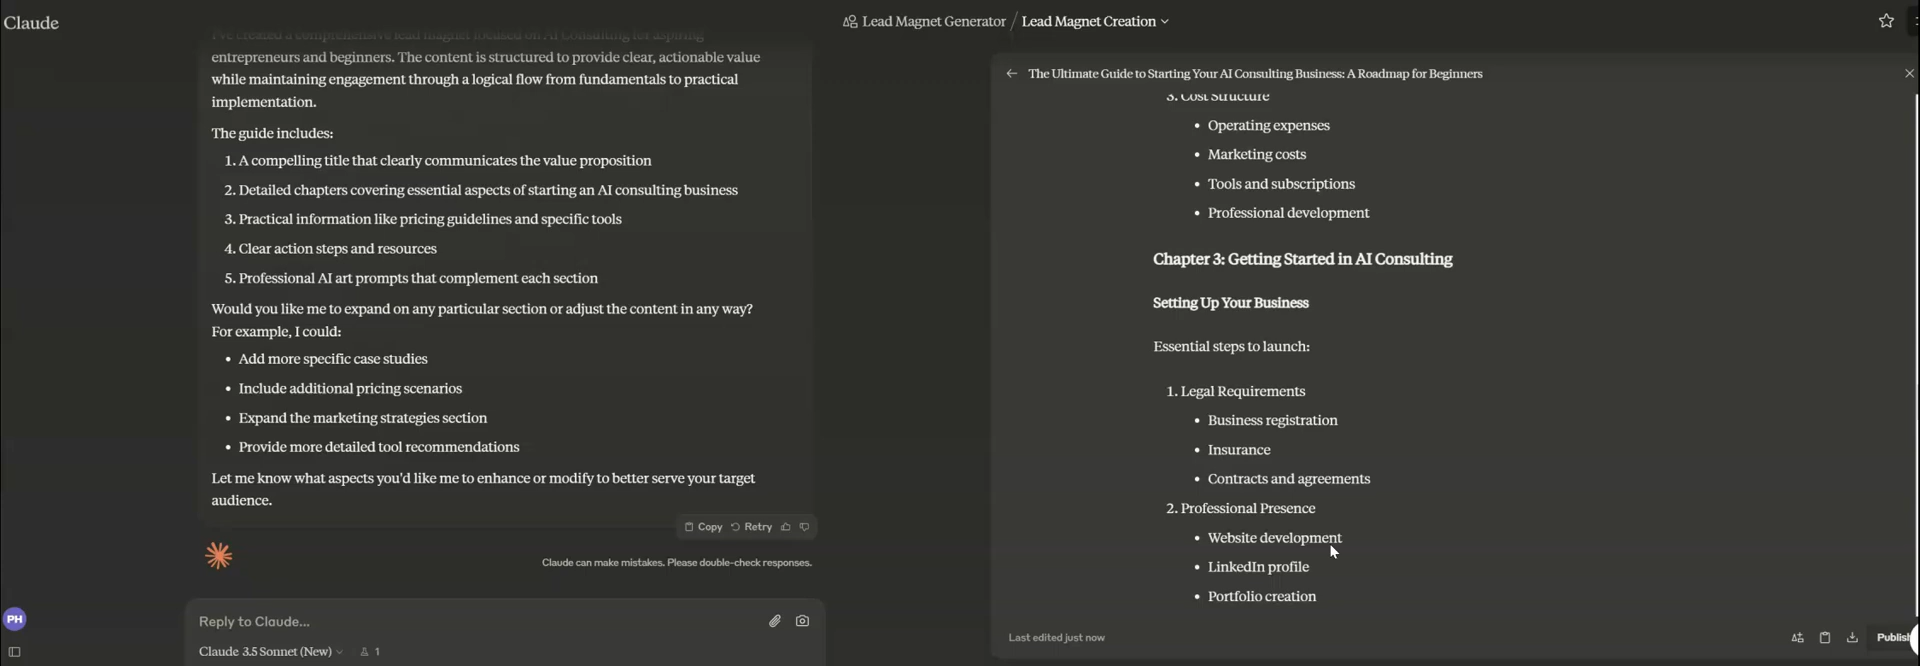 Claude
Lead Magnet Generator / Lead Magnet Creation
I've created a comprehensive lead magnet focused on AI Consulting for aspiring
entrepreneurs and beginners. The content is structured to provide clear, actionable value
while maintaining engagement through a logical flow from fundamentals to practical
implementation.
The guide includes:
1. A compelling title that clearly communicates the value proposition
2. Detailed chapters covering essential aspects of starting an AI consulting business
3. Practical information like pricing guidelines and specific tools
4. Clear action steps and resources
5. Professional AI art prompts that complement each section
Would you like me to expand on any particular section or adjust the content in any way?
For example, I could:
• Add more specific case studies
• Include additional pricing scenarios
• Expand the marketing strategies section
• Provide more detailed tool recommendations
Let me know what aspects you'd like me to enhance or modify to better serve your target
audience.
Copy Retry
Claude can make mistakes. Please double-check responses.
PH
Reply to Claude...
Claude 3.5 Sonnet (New) 1
The Ultimate Guide to Starting Your AI Consulting Business: A Roadmap for Beginners
3. Cost Structure
• Operating expenses
• Marketing costs
• Tools and subscriptions
• Professional development
Chapter 3: Getting Started in AI Consulting
Setting Up Your Business
Essential steps to launch:
1. Legal Requirements
• Business registration
• Insurance
• Contracts and agreements
2. Professional Presence
• Website development
• LinkedIn profile
• Portfolio creation
Last edited just now
Publish